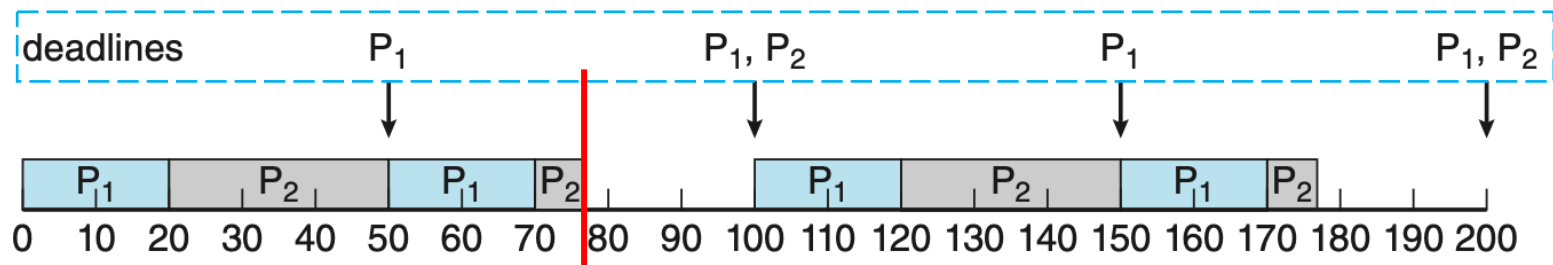 deadlines P₁ P₁, P₂ P₁ P₁, P₂
P₁ P₂ P₁ P₂ P₁ P₂ P₁ P₂
0 10 20 30 40 50 60 70 80 90 100 110 120 130 140 150 160 170 180 190 200